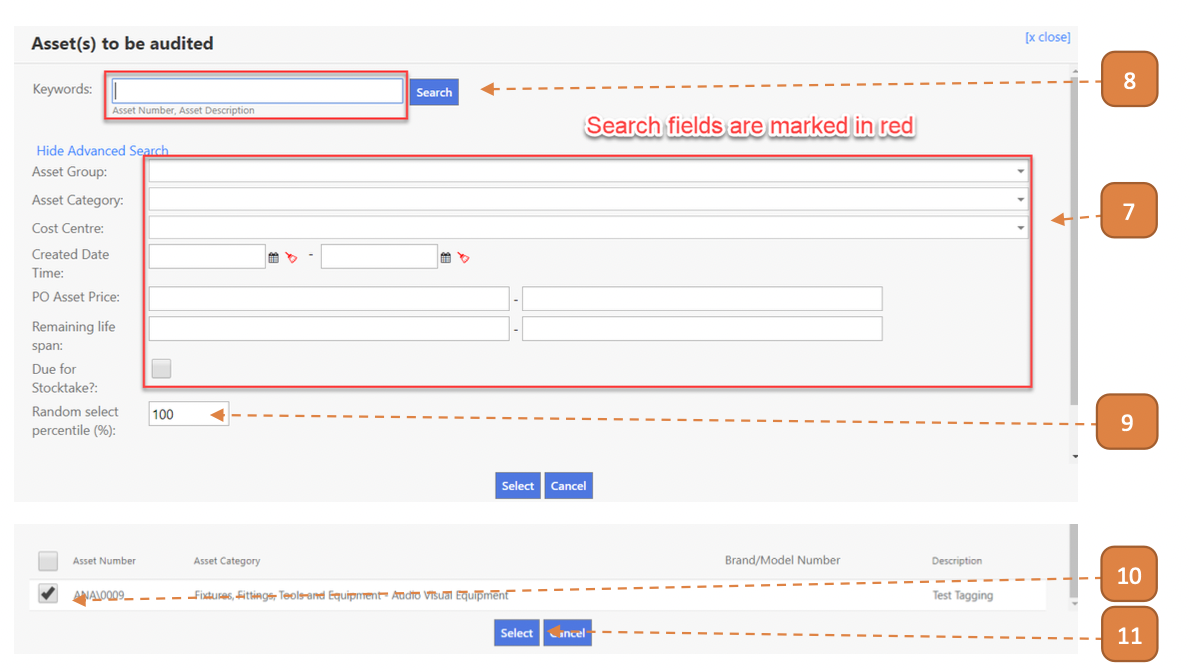 Asset(s) to be audited
[x close]
Keywords:
Search
8
Asset Number, Asset Description
Search fields are marked in red
Hide Advanced Search
Asset Group:
Asset Category:
7
Cost Centre:
Created Date
Time:
-
PO Asset Price:
-
Remaining life
span:
-
Due for
Stocktake?:
Random select
percentile (%):
100
9
Select Cancel
Asset Number Asset Category Brand/Model Number Description
10
ANA\0009 Fixtures, Fittings, Tools and Equipment - Audio Visual Equipment Test Tagging
Select Cancel
11